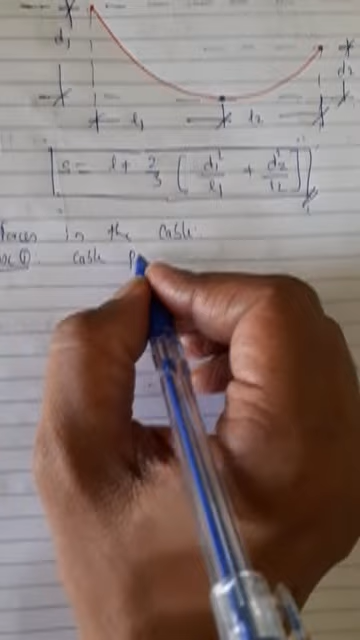 d₁
d₂
l₁ l₂
S = l + 2/3 ( d₁²/l₁ + d₂²/l₂ )
Forces in the Cable.
Cable